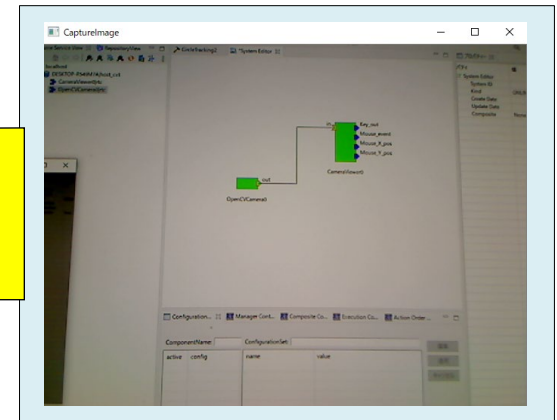 CaptureImage
RepositoryView
CircleTracking2
*System Editor
localhost
CameraViewer0|rtc
OpenCVCamera0|rtc
System Editor
System ID
Kind
Create Date
Update Date
Composite
in
Key_out
Mouse_event
Mouse_X_pos
Mouse_Y_pos
CameraViewer0
out
OpenCVCamera0
Configuration...
Manager Cont...
Composite Co...
Execution Co...
Action Order ...
ComponentName:
ConfigurationSet:
active
config
name
value